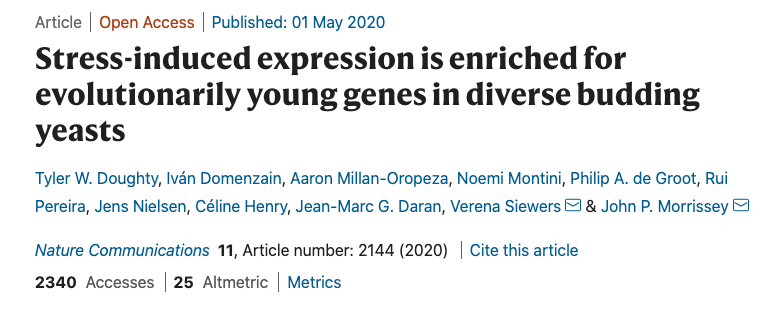 Article | Open Access | Published: 01 May 2020
Stress-induced expression is enriched for
evolutionarily young genes in diverse budding
yeasts
Tyler W. Doughty, Iván Domenzain, Aaron Millan-Oropeza, Noemi Montini, Philip A. de Groot, Rui
Pereira, Jens Nielsen, Céline Henry, Jean-Marc G. Daran, Verena Siewers & John P. Morrissey
Nature Communications 11, Article number: 2144 (2020) | Cite this article
2340 Accesses | 25 Altmetric | Metrics